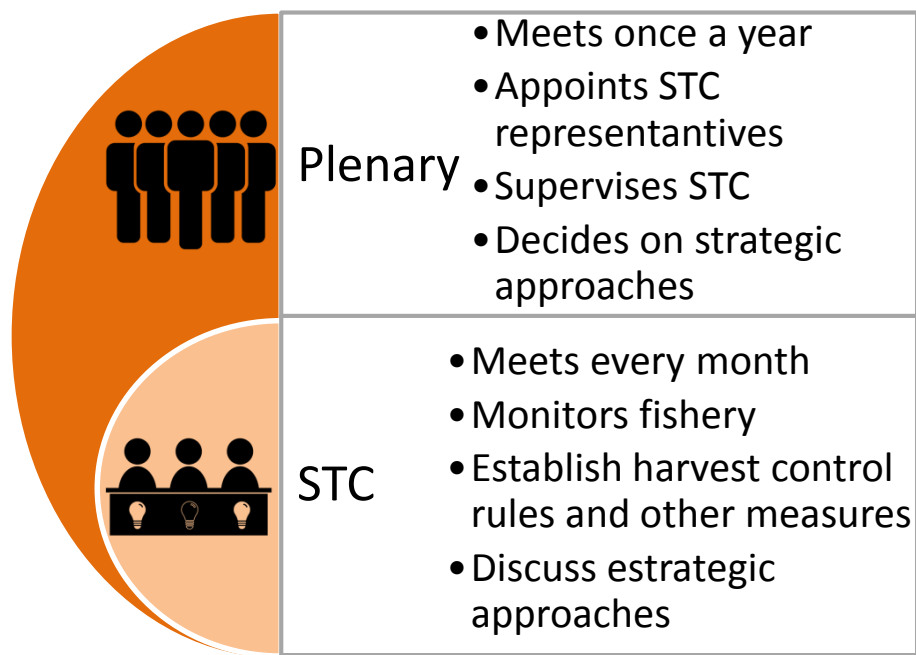 Plenary
•Meets once a year
•Appoints STC
representantives
•Supervises STC
•Decides on strategic
approaches
STC
•Meets every month
•Monitors fishery
•Establish harvest control
rules and other measures
•Discuss estrategic
approaches